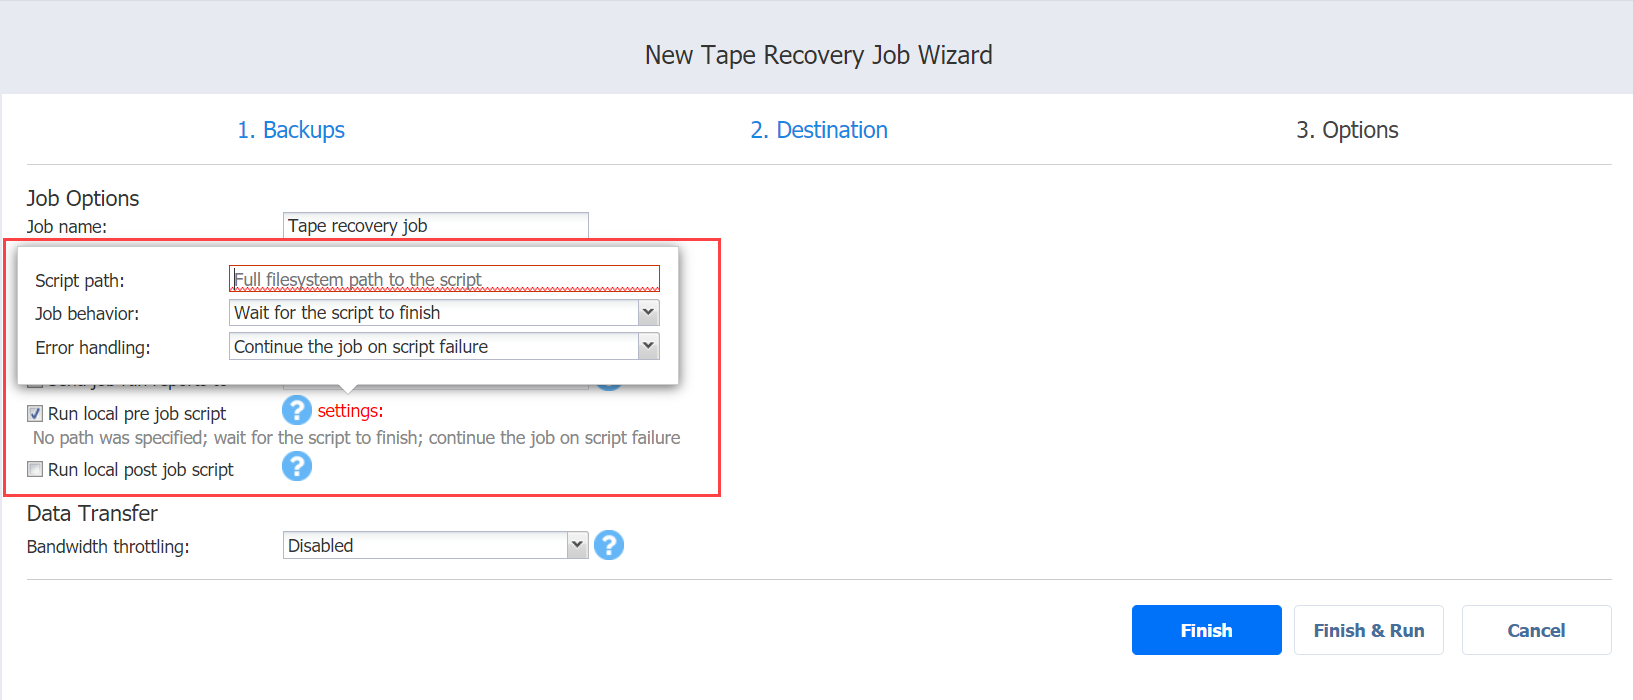 New Tape Recovery Job Wizard
1. Backups 2. Destination 3. Options
Job Options
Job name: Tape recovery job
Script path: Full filesystem path to the script
Job behavior: Wait for the script to finish
Error handling: Continue the job on script failure
Run local pre job script ? settings:
No path was specified; wait for the script to finish; continue the job on script failure
Run local post job script ?
Data Transfer
Bandwidth throttling: Disabled ?
Finish Finish & Run Cancel